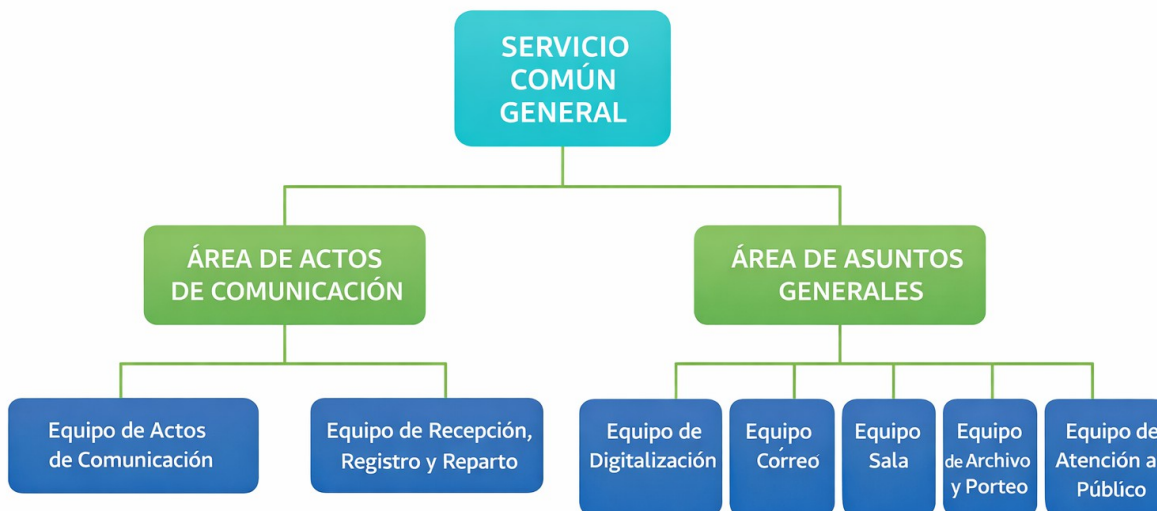 SERVICIO
COMÚN
GENERAL
ÁREA DE ACTOS
DE COMUNICACIÓN
ÁREA DE ASUNTOS
GENERALES
Equipo de Actos
de Comunicación
Equipo de Recepción,
Registro y Reparto
Equipo de
Digitalización
Equipo
Córreo
Equipo
Sala
Equipo
de Archivo
y Porteo
Equipo de
Atención a
Público